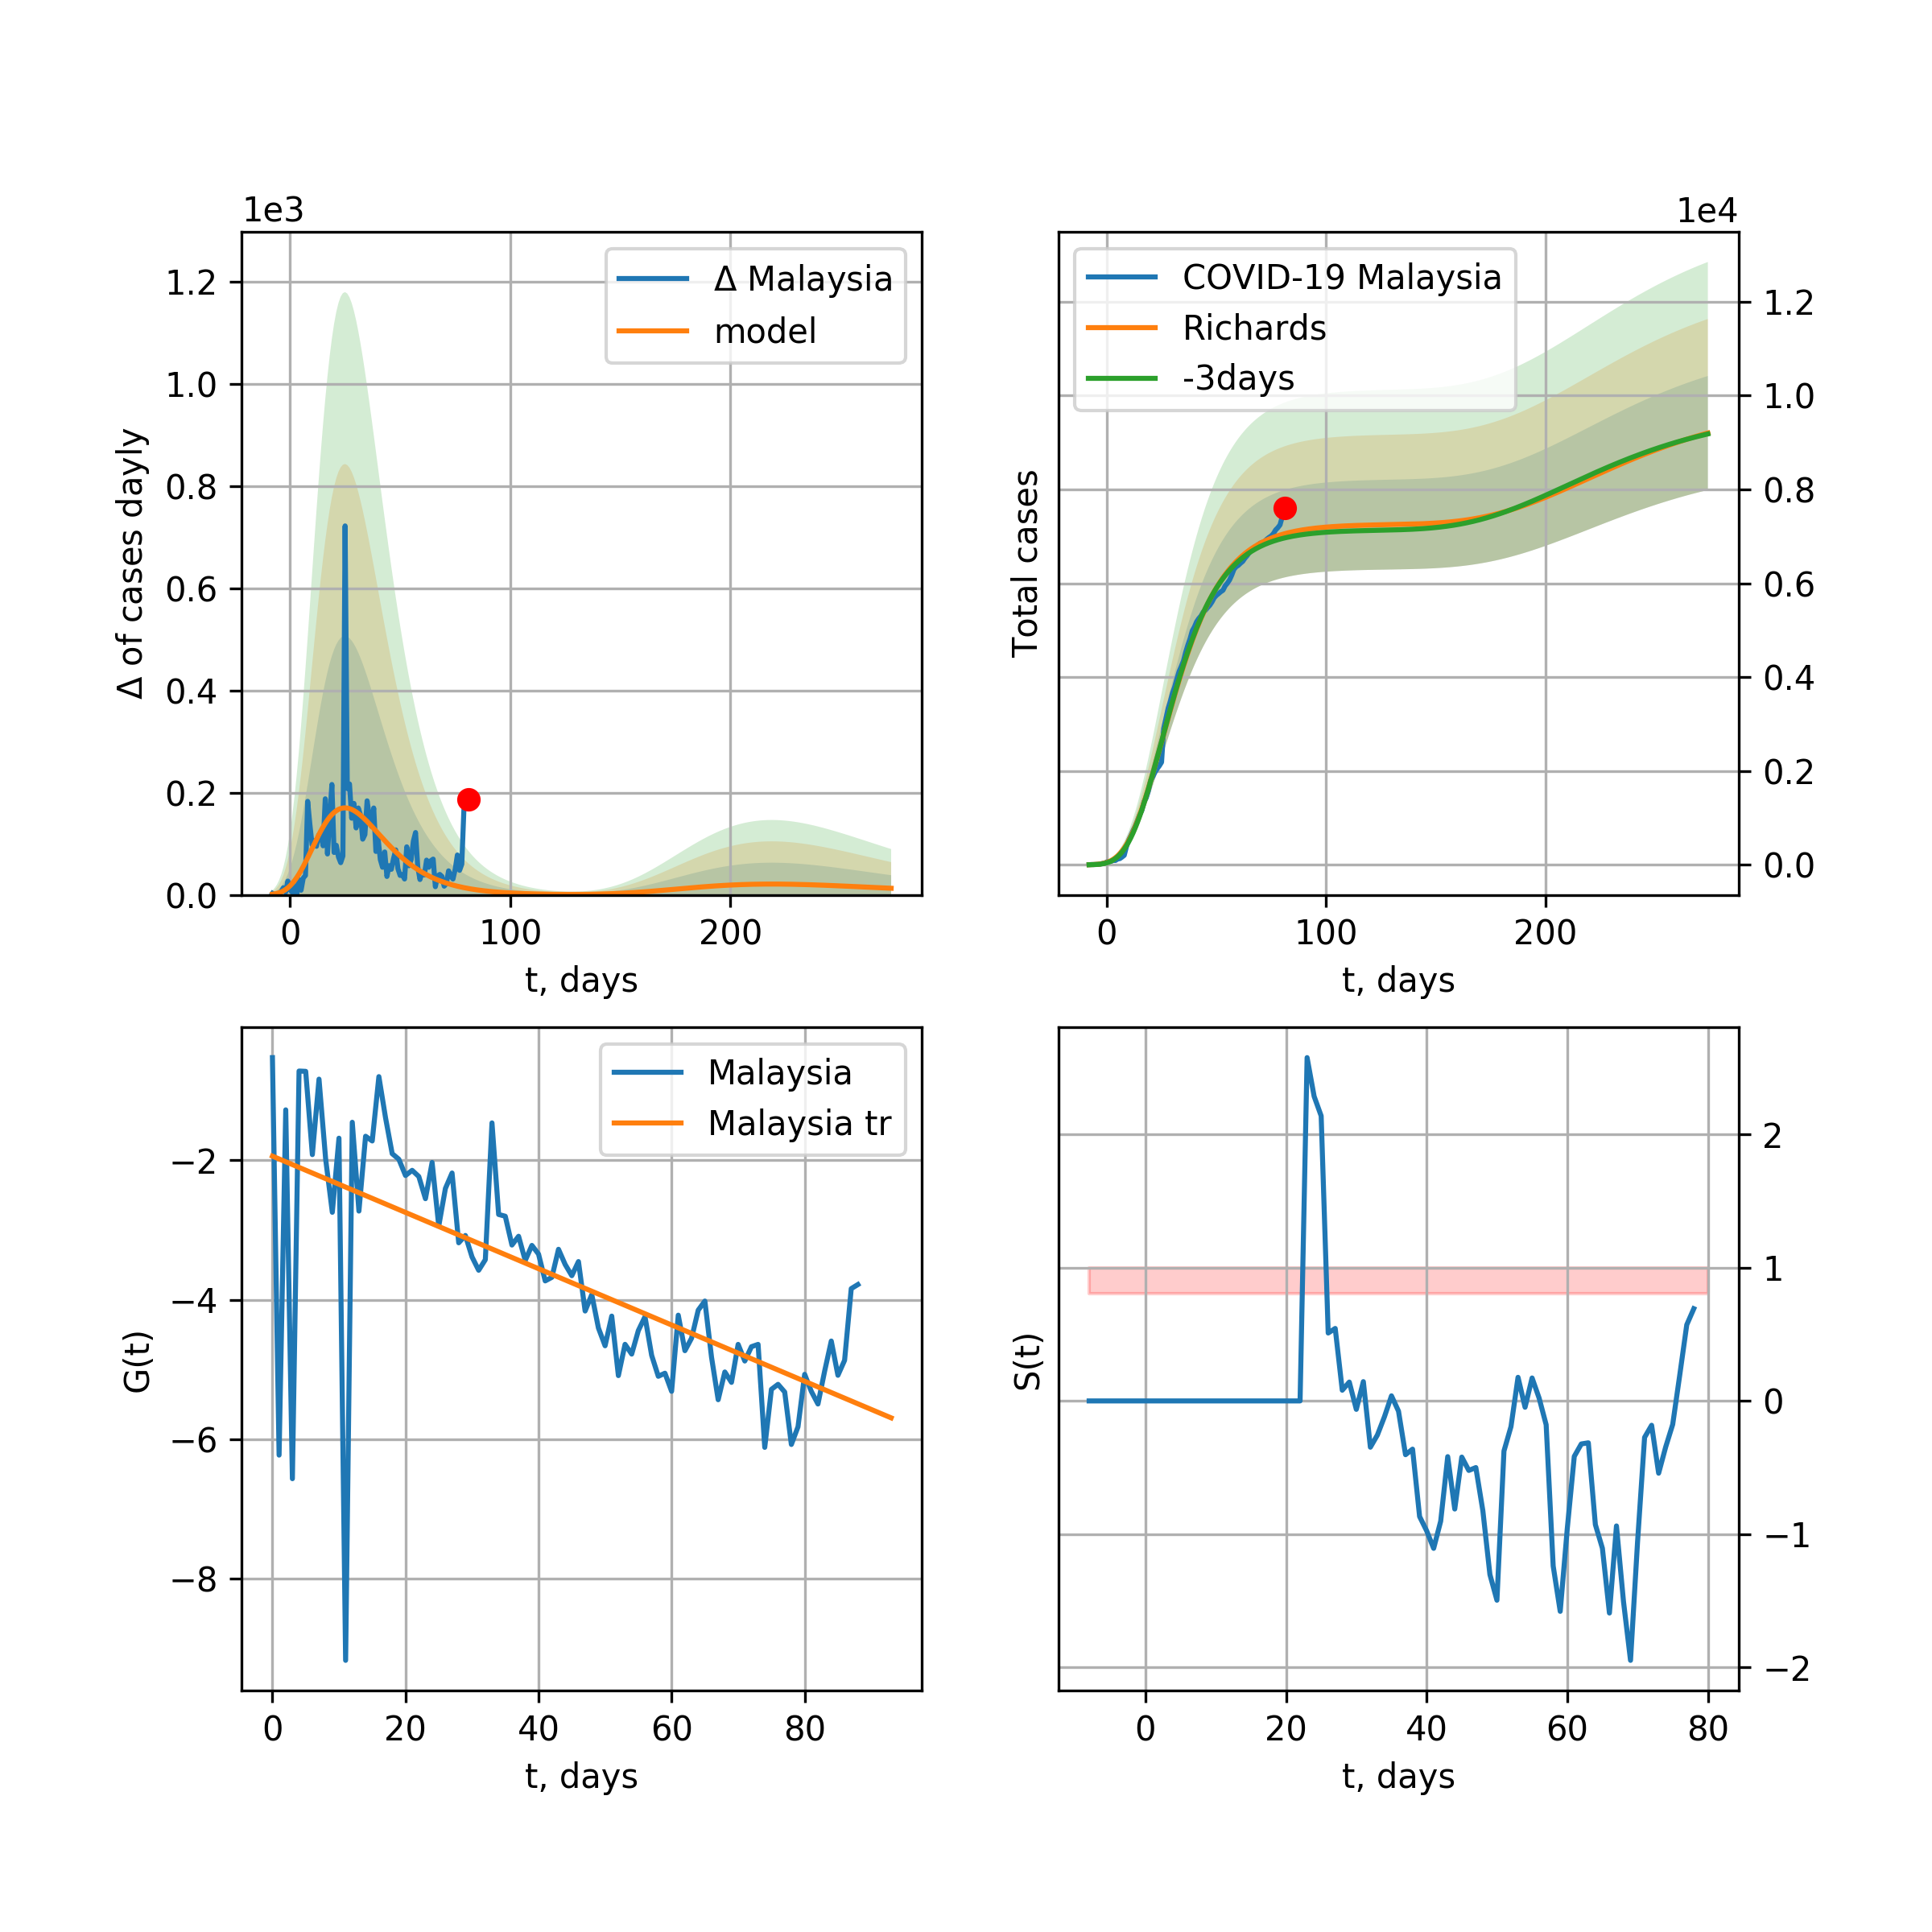 1e3
Δ of cases dayly
1.2
1.0
0.8
0.6
0.4
0.2
0.0
Δ Malaysia
model
0 100 200
t, days
1e4
Total cases
COVID-19 Malaysia
Richards
-3days
1.2
1.0
0.8
0.6
0.4
0.2
0.0
0 100 200
t, days
G(t)
−2
−4
−6
−8
Malaysia
Malaysia tr
0 20 40 60 80
t, days
S(t)
2
1
0
−1
−2
0 20 40 60 80
t, days